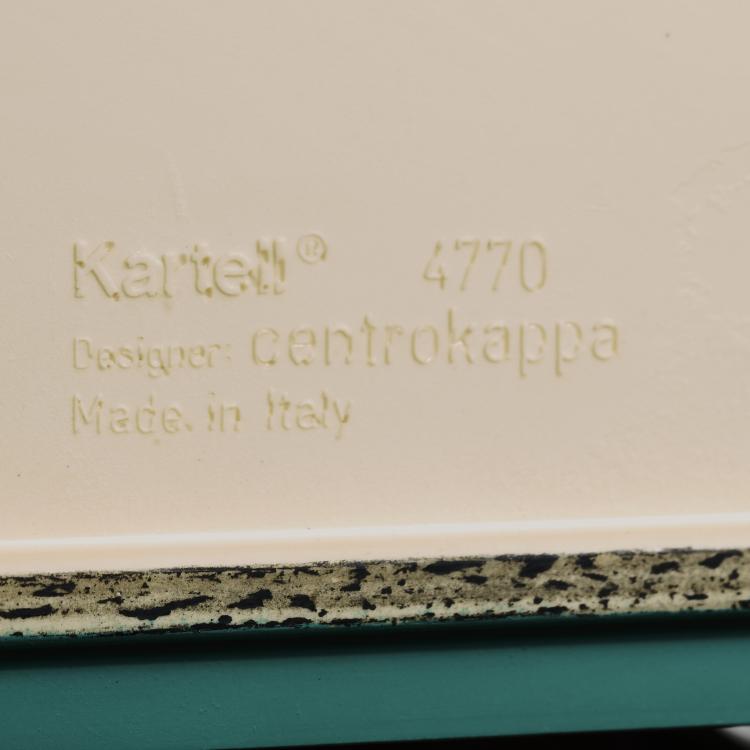 Kartell® 4770
Designer: centrokappa
Made in Italy